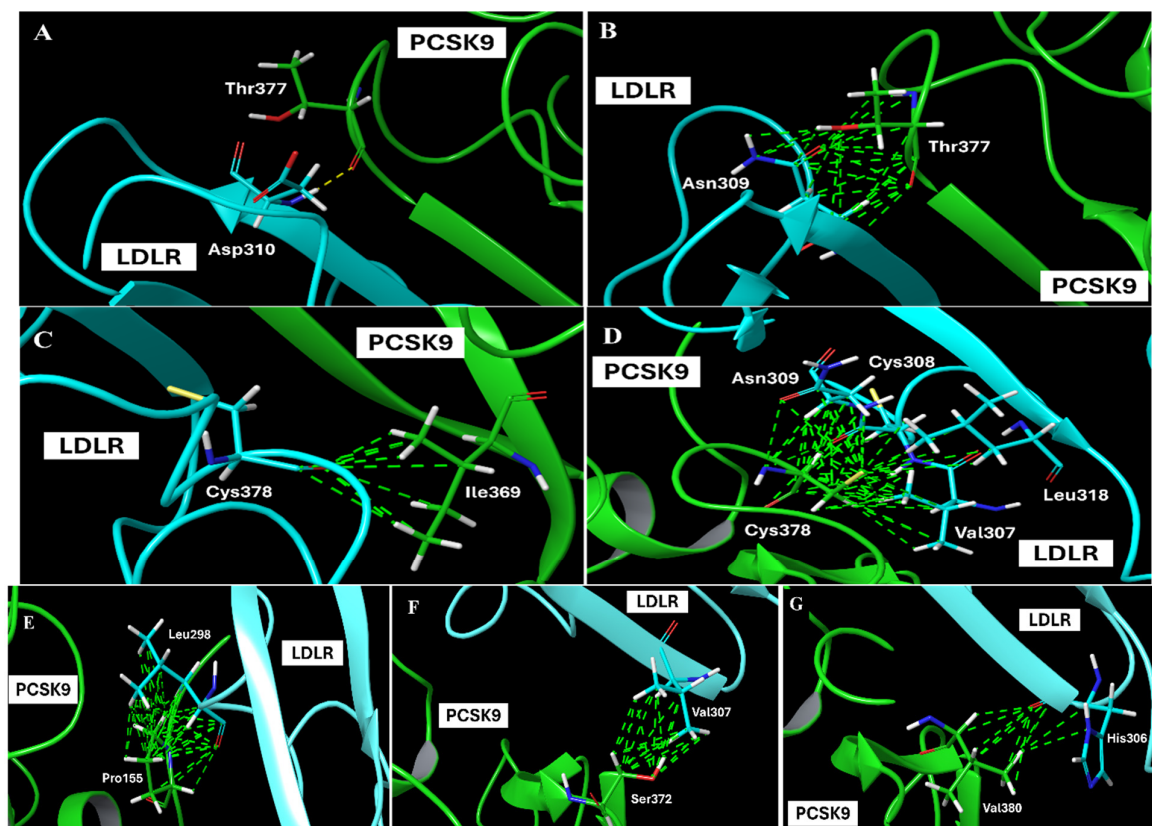 A
PCSK9
Thr377
Asp310
LDLR
B
LDLR
Thr377
Asn309
PCSK9
C
PCSK9
LDLR
Cys378
Ile369
D
PCSK9
Cys308
Asn309
Leu318
Cys378
Val307
LDLR
E
Leu298
LDLR
PCSK9
Pro155
F
LDLR
Val307
PCSK9
Ser372
G
LDLR
His306
Val380
PCSK9